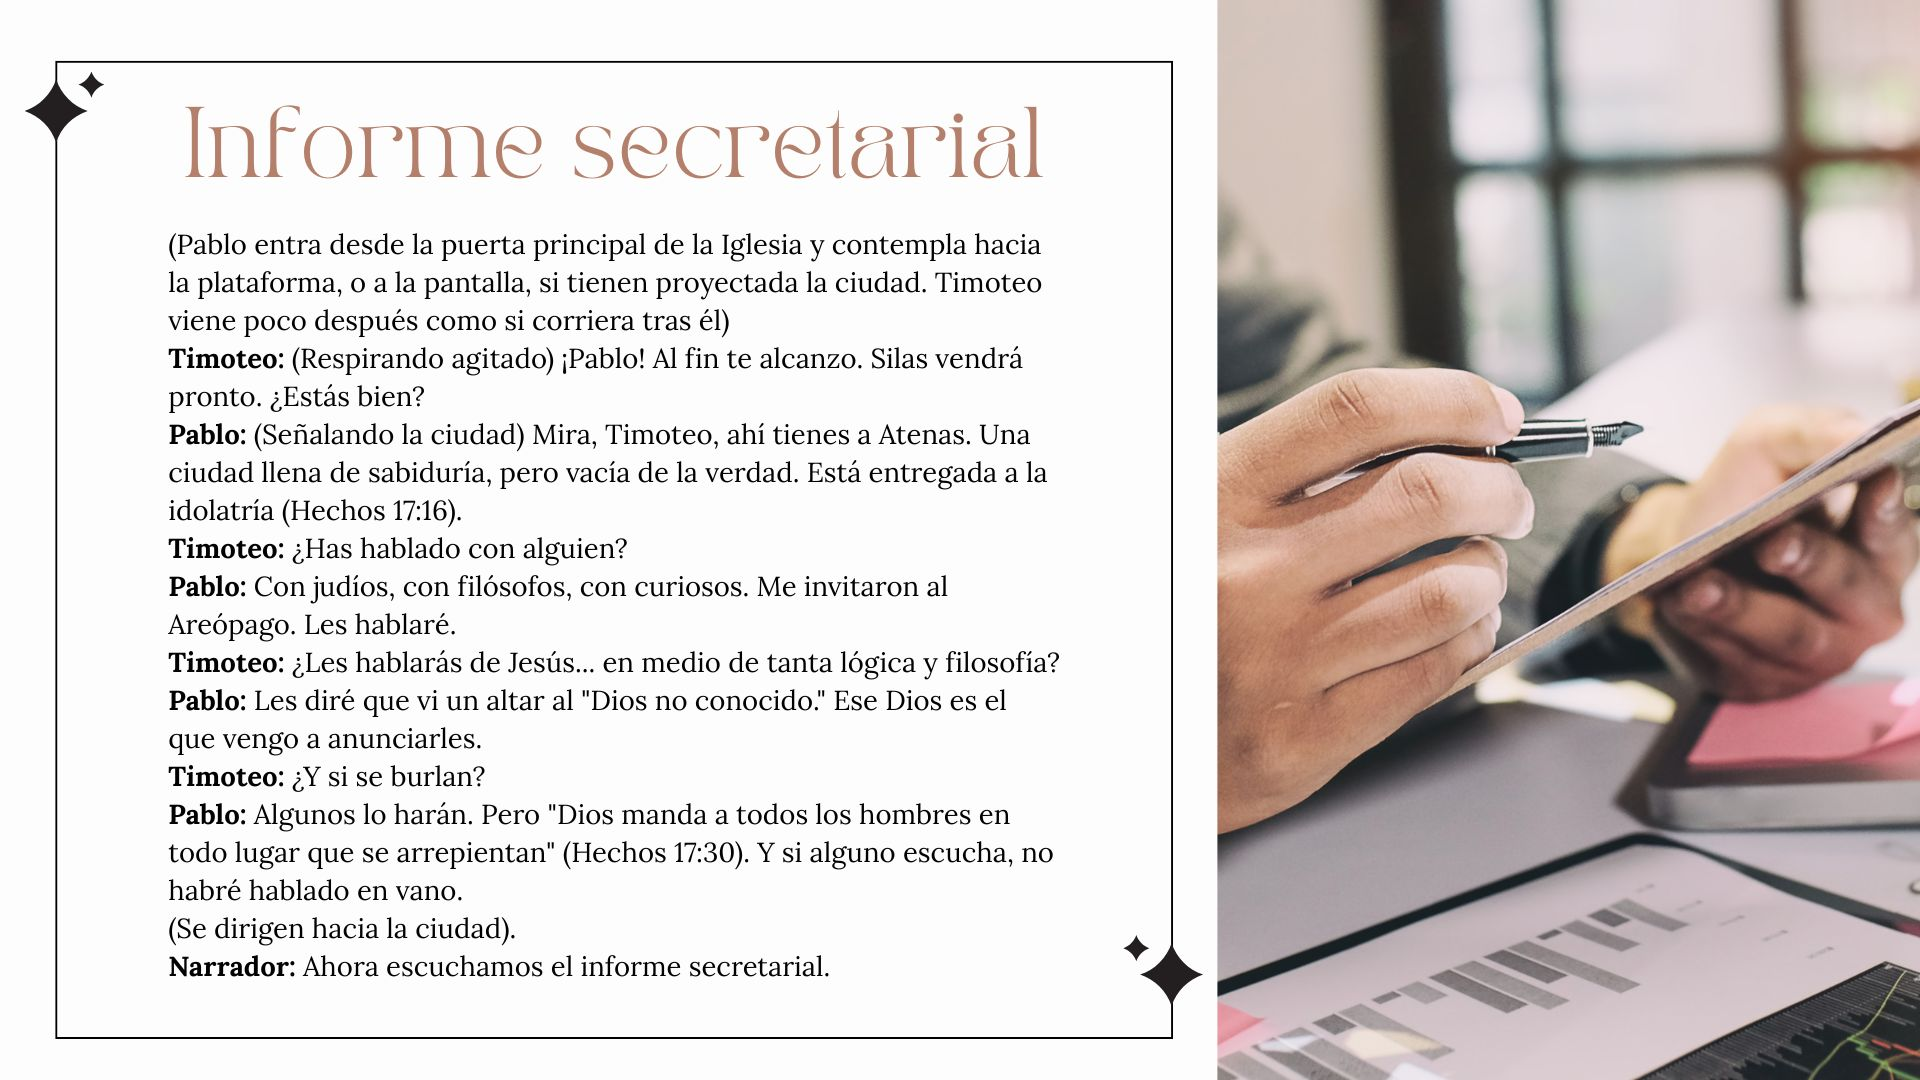 Informe secretarial
(Pablo entra desde la puerta principal de la Iglesia y contempla hacia
la plataforma, o a la pantalla, si tienen proyectada la ciudad. Timoteo
viene poco después como si corriera tras él)
Timoteo: (Respirando agitado) ¡Pablo! Al fin te alcanzo. Silas vendrá
pronto. ¿Estás bien?
Pablo: (Señalando la ciudad) Mira, Timoteo, ahí tienes a Atenas. Una
ciudad llena de sabiduría, pero vacía de la verdad. Está entregada a la
idolatría (Hechos 17:16).
Timoteo: ¿Has hablado con alguien?
Pablo: Con judíos, con filósofos, con curiosos. Me invitaron al
Areópago. Les hablaré.
Timoteo: ¿Les hablarás de Jesús... en medio de tanta lógica y filosofía?
Pablo: Les diré que vi un altar al "Dios no conocido." Ese Dios es el
que vengo a anunciarles.
Timoteo: ¿Y si se burlan?
Pablo: Algunos lo harán. Pero "Dios manda a todos los hombres en
todo lugar que se arrepientan" (Hechos 17:30). Y si alguno escucha, no
habré hablado en vano.
(Se dirigen hacia la ciudad).
Narrador: Ahora escuchamos el informe secretarial.